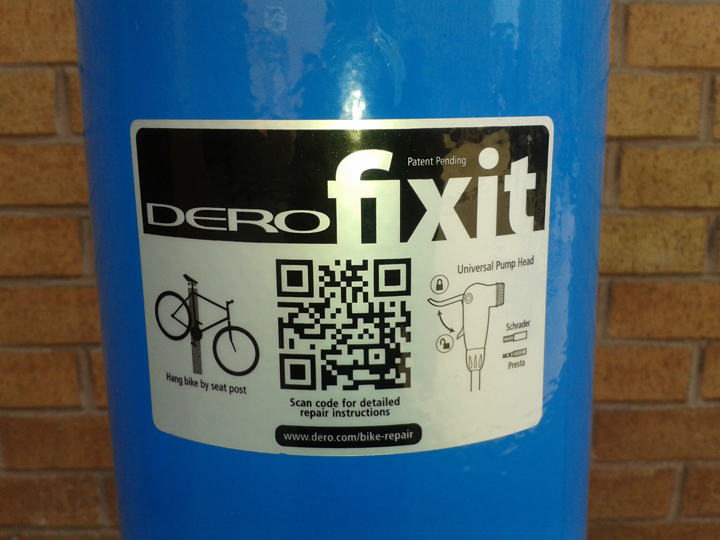 Patent Pending
DERO fixit
Universal Pump Head
Schrader
Presta
Hang bike by seat post
Scan code for detailed
repair instructions
www.dero.com/bike-repair